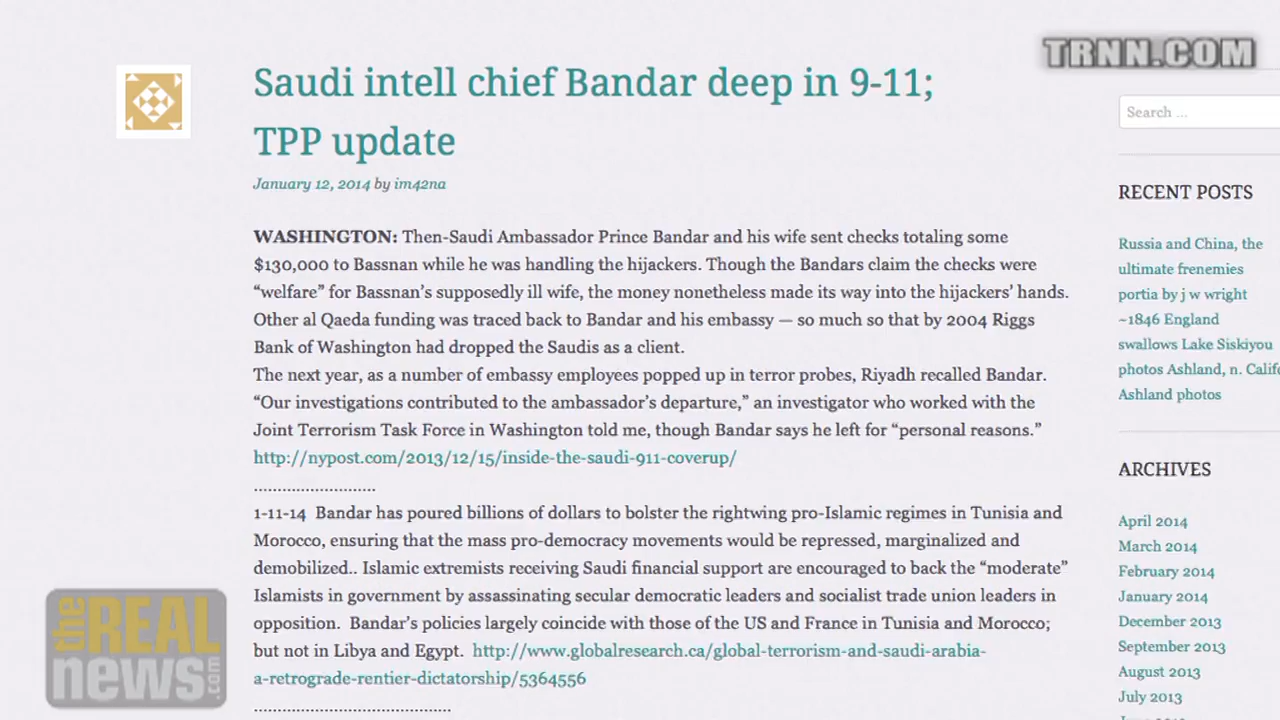 TRNN.COM
Saudi intell chief Bandar deep in 9-11;
TPP update
January 12, 2014 by im42na
WASHINGTON: Then-Saudi Ambassador Prince Bandar and his wife sent checks totaling some
$130,000 to Bassnan while he was handling the hijackers. Though the Bandars claim the checks were
“welfare” for Bassnan’s supposedly ill wife, the money nonetheless made its way into the hijackers’ hands.
Other al Qaeda funding was traced back to Bandar and his embassy — so much so that by 2004 Riggs
Bank of Washington had dropped the Saudis as a client.
The next year, as a number of embassy employees popped up in terror probes, Riyadh recalled Bandar.
“Our investigations contributed to the ambassador’s departure,” an investigator who worked with the
Joint Terrorism Task Force in Washington told me, though Bandar says he left for “personal reasons.”
http://nypost.com/2013/12/15/inside-the-saudi-911-coverup/
……………………..
1-11-14  Bandar has poured billions of dollars to bolster the rightwing pro-Islamic regimes in Tunisia and
Morocco, ensuring that the mass pro-democracy movements would be repressed, marginalized and
demobilized.. Islamic extremists receiving Saudi financial support are encouraged to back the “moderate”
Islamists in government by assassinating secular democratic leaders and socialist trade union leaders in
opposition.  Bandar’s policies largely coincide with those of the US and France in Tunisia and Morocco;
but not in Libya and Egypt.  http://www.globalresearch.ca/global-terrorism-and-saudi-arabia-
a-retrograde-rentier-dictatorship/5364556
…………………………………..
Search ...
RECENT POSTS
Russia and China, the
ultimate frenemies
portia by j w wright
~1846 England
swallows Lake Siskiyou
photos Ashland, n. Calif
Ashland photos
ARCHIVES
April 2014
March 2014
February 2014
January 2014
December 2013
September 2013
August 2013
July 2013
the REAL
news.com